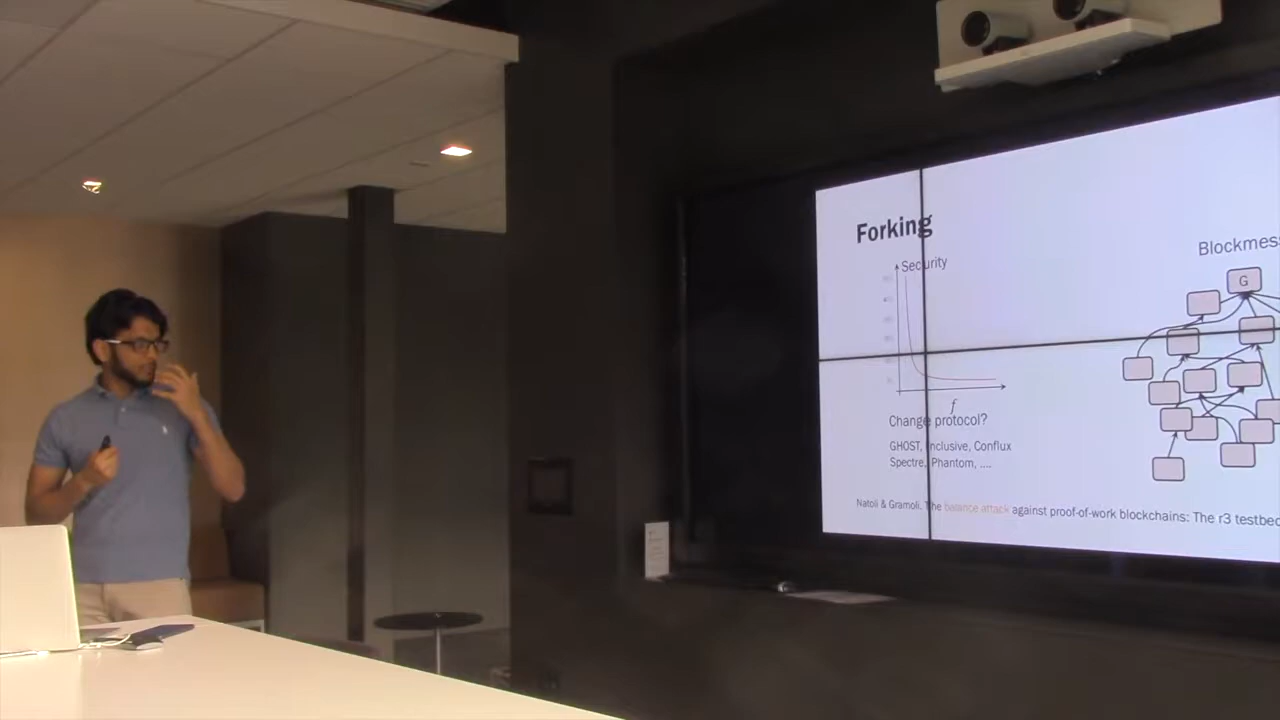 Forking
Security
f
Change protocol?
GHOST, Inclusive, Conflux
Spectre, Phantom, ....
Blockmes
G
Natoli & Gramoli. The balance attack against proof-of-work blockchains: The r3 testbed